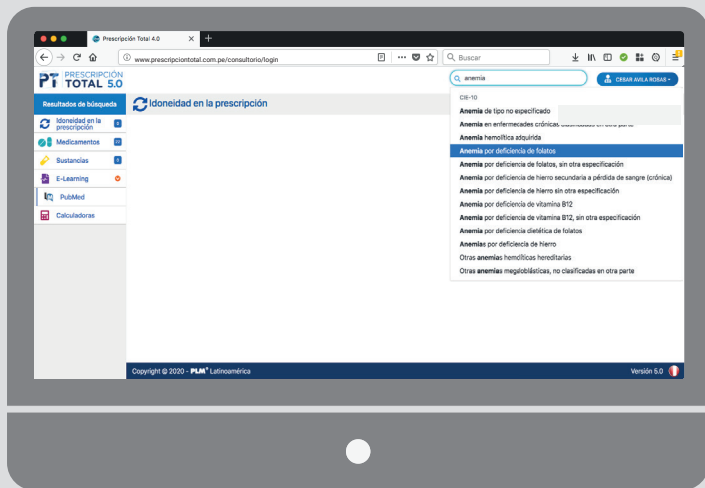 Prescripción Total 4.0
www.prescripciontotal.com.pe/consultorio/login
Buscar
PT PRESCRIPCIÓN
TOTAL 5.0
anemia
CESAR AVILA ROSAS
Resultados de búsqueda
Idoneidad en la prescripción
CIE-10
Idoneidad en la
prescripción
Medicamentos
Sustancias
E-Learning
PubMed
Calculadoras
Anemia de tipo no especificado
Anemia en enfermecades crónicas clasificadas en otra parte
Anemia hemolítica adquirida
Anemia por deficiencia de folatos
Anemia por deficiencia de folatos, sin otra especificación
Anemia por deficiencia de hierro secundaria a pérdida de sangre (crónica)
Anemia por deficiencia de hierro sin otra especificación
Anemia por deficiencia de vitamina B12
Anemia por deficiencia de vitamina B12, sin otra especificación
Anemia por deficiencia dietética de folatos
Anemias por deficiencia de hierro
Otras anemias hemolíticas hereditarias
Otras anemias megaloblásticas, no clasificadas en otra parte
Copyright © 2020 - PLM® Latinoamérica
Versión 5.0